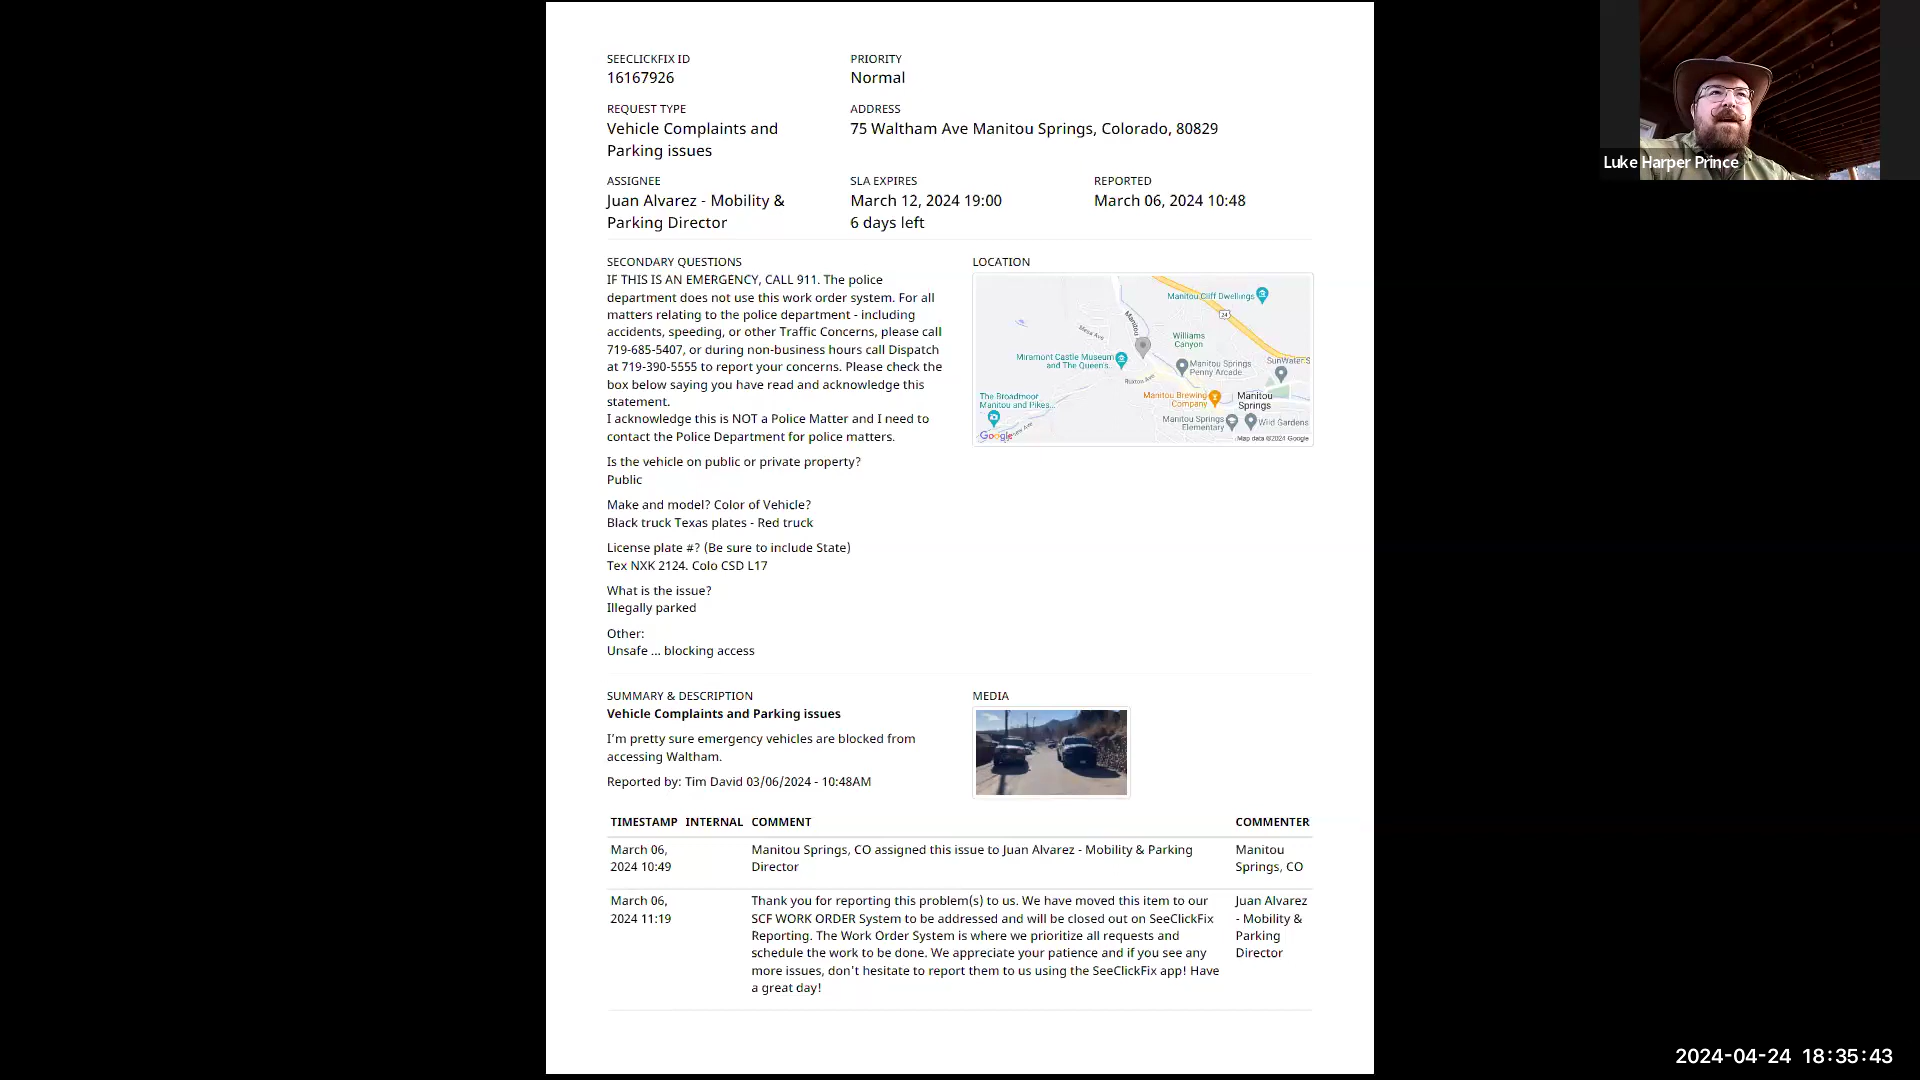 SEECLICKFIX ID
16167926
PRIORITY
Normal
REQUEST TYPE
Vehicle Complaints and
Parking issues
ADDRESS
75 Waltham Ave Manitou Springs, Colorado, 80829
ASSIGNEE
Juan Alvarez - Mobility &
Parking Director
SLA EXPIRES
March 12, 2024 19:00
6 days left
REPORTED
March 06, 2024 10:48
SECONDARY QUESTIONS
IF THIS IS AN EMERGENCY, CALL 911. The police
department does not use this work order system. For all
matters relating to the police department - including
accidents, speeding, or other Traffic Concerns, please call
719-685-5407, or during non-business hours call Dispatch
at 719-390-5555 to report your concerns. Please check the
box below saying you have read and acknowledge this
statement.
I acknowledge this is NOT a Police Matter and I need to
contact the Police Department for police matters.
Is the vehicle on public or private property?
Public
Make and model? Color of Vehicle?
Black truck Texas plates - Red truck
License plate #? (Be sure to include State)
Tex NXK 2124. Colo CSD L17
What is the issue?
Illegally parked
Other:
Unsafe ... blocking access
LOCATION
Manitou Cliff Dwellings
24
Manitou
Mesa Ave
Williams
Canyon
Miramont Castle Museum
and The Queens...
Manitou Springs
Penny Arcade
SunWater S
Ruxton Ave
The Broadmoor
Manitou and Pikes...
Manitou Brewing
Company
Manitou
Springs
Manitou Springs
Elementary
Wild Gardens
Google
Map data ©2024 Google
SUMMARY & DESCRIPTION
Vehicle Complaints and Parking issues
I'm pretty sure emergency vehicles are blocked from
accessing Waltham.
Reported by: Tim David 03/06/2024 - 10:48AM
MEDIA
TIMESTAMP INTERNAL COMMENT COMMENTER
March 06,
2024 10:49
Manitou Springs, CO assigned this issue to Juan Alvarez - Mobility & Parking
Director
Manitou
Springs, CO
March 06,
2024 11:19
Thank you for reporting this problem(s) to us. We have moved this item to our
SCF WORK ORDER System to be addressed and will be closed out on SeeClickFix
Reporting. The Work Order System is where we prioritize all requests and
schedule the work to be done. We appreciate your patience and if you see any
more issues, don't hesitate to report them to us using the SeeClickFix app! Have
a great day!
Juan Alvarez
- Mobility &
Parking
Director
Luke Harper Prince
2024-04-24 18:35:43